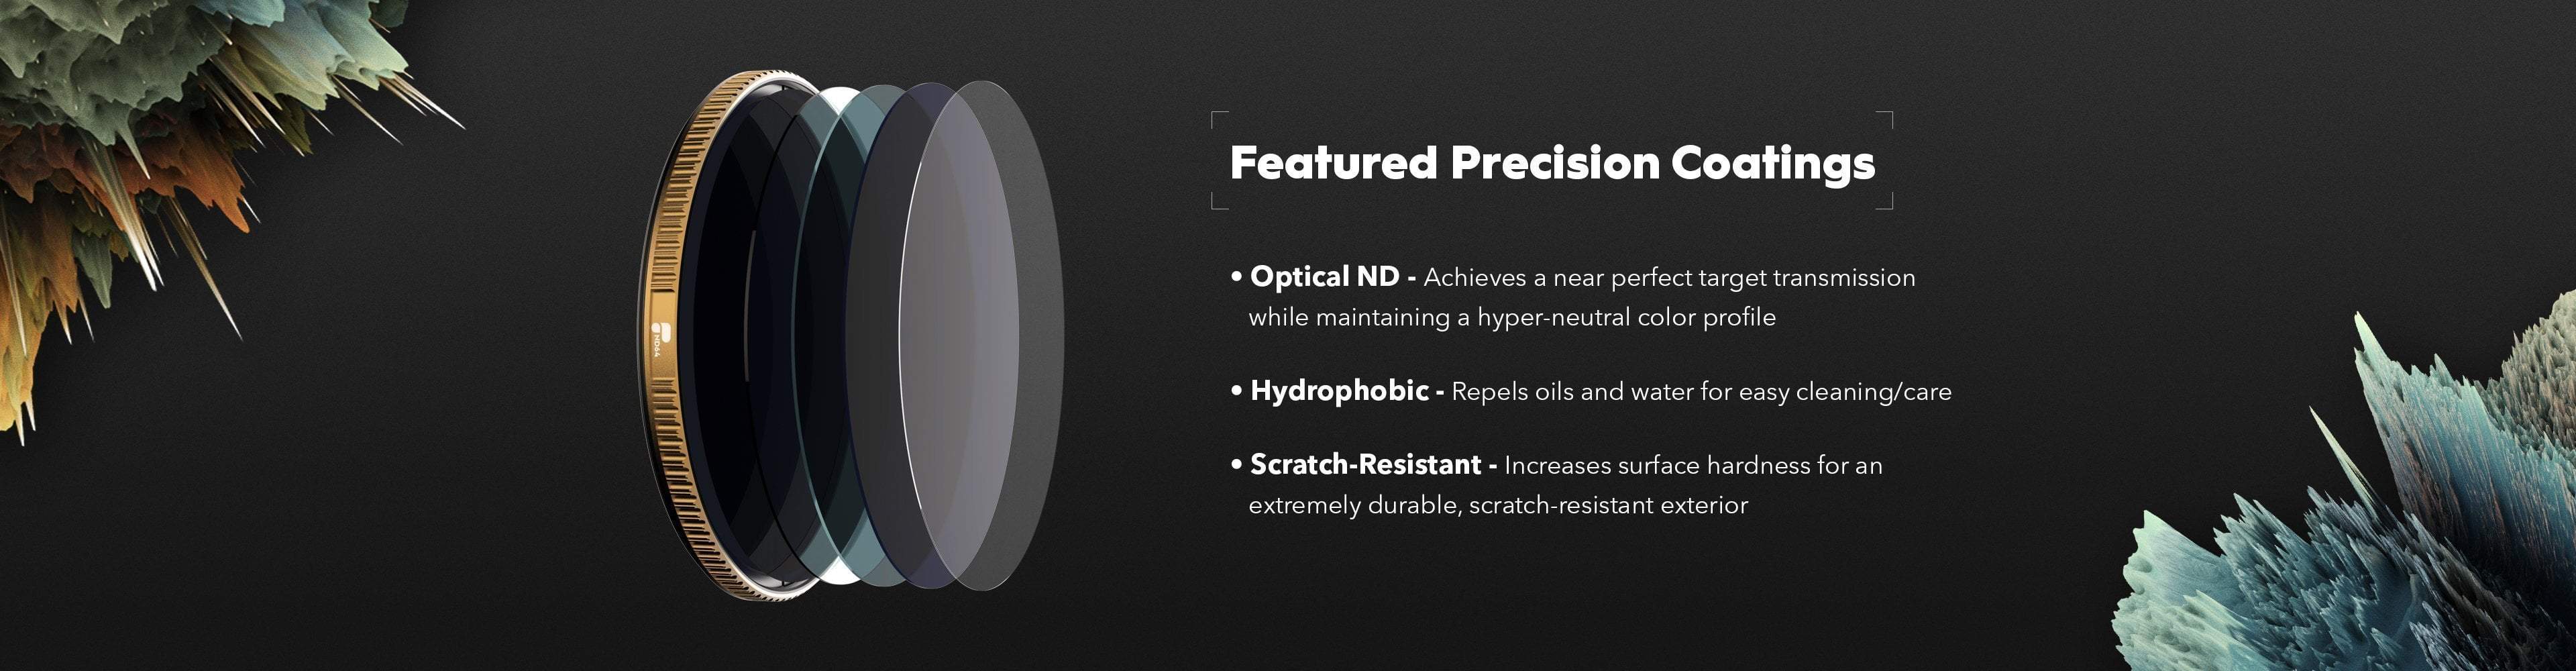 Featured Precision Coatings
• Optical ND - Achieves a near perfect target transmission
while maintaining a hyper-neutral color profile
• Hydrophobic - Repels oils and water for easy cleaning/care
• Scratch-Resistant - Increases surface hardness for an
extremely durable, scratch-resistant exterior
ND64